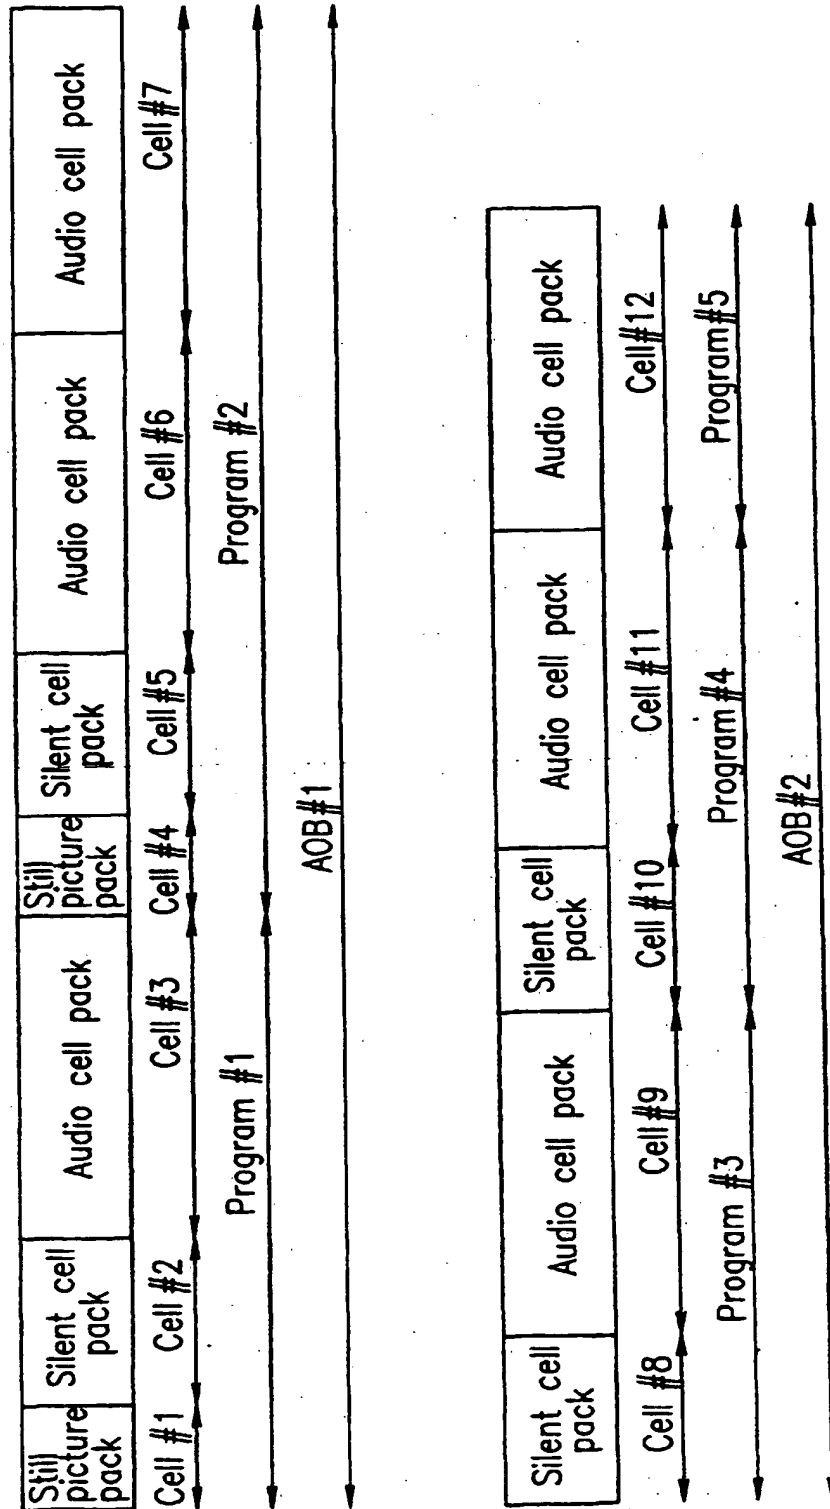 Still
picture
pack
Silent cell
pack
Audio cell pack
Still
picture
pack
Silent cell
pack
Audio cell pack
Audio cell pack
Cell #1
Cell #2
Cell #3
Cell #4
Cell #5
Cell #6
Cell #7
Program #1
Program #2
AOB#1
Silent cell
pack
Audio cell pack
Silent cell
pack
Audio cell pack
Audio cell pack
Cell #8
Cell #9
Cell #10
Cell #11
Cell#12
Program #3
Program #4
Program #5
AOB#2